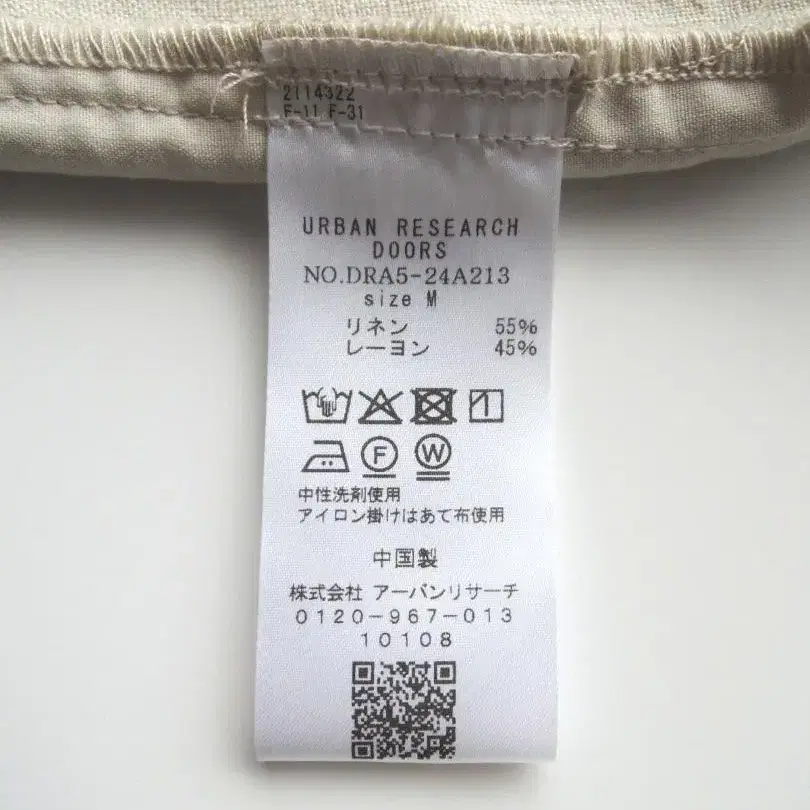 2114322
F-11 F-31
URBAN RESEARCH
DOORS
NO.DRA5-24A213
size M
リネン 55%
レーヨン 45%
F W
中性洗剤使用
アイロン掛けはあて布使用
中国製
株式会社 アーバンリサーチ
0120-967-013
10108